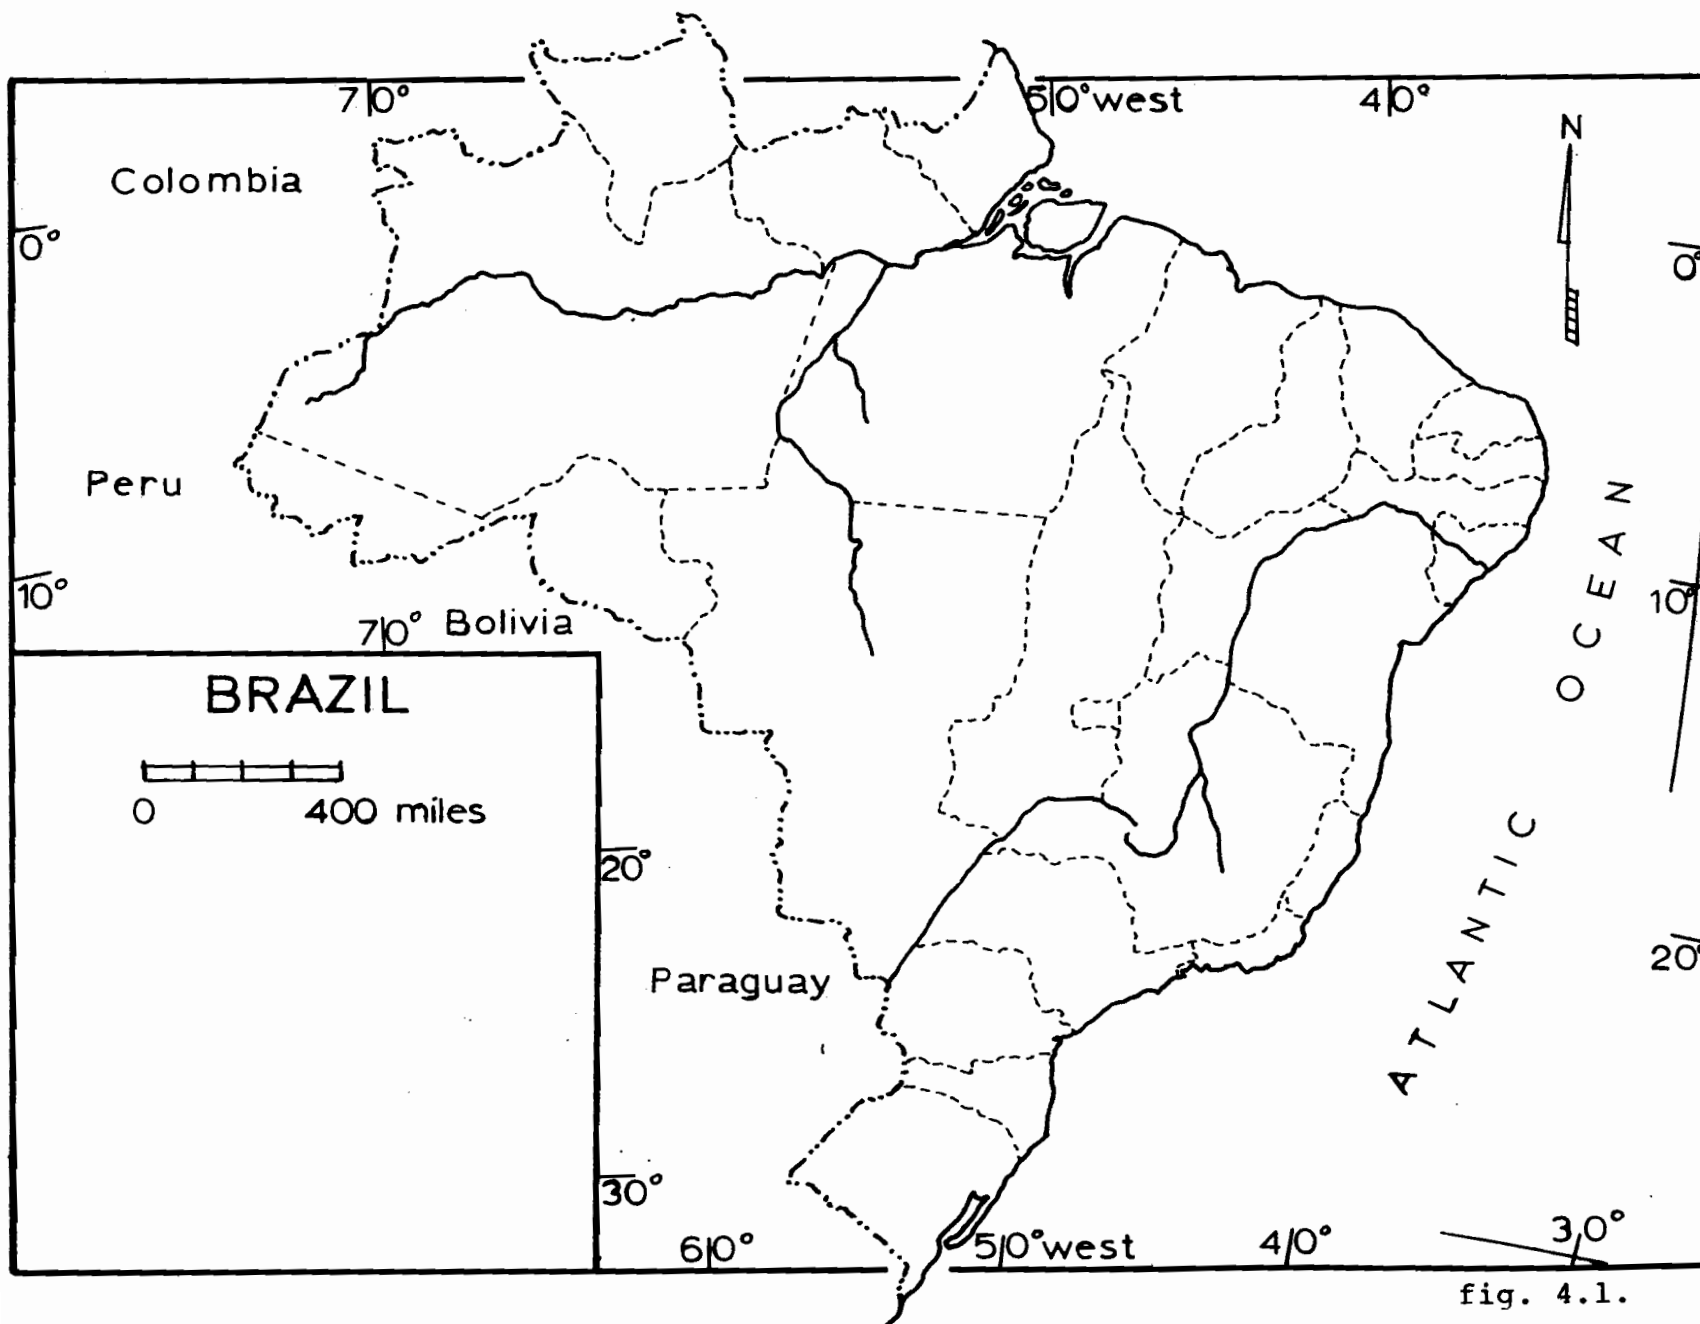 70°
50° west
40°
N
Colombia
0°
0°
Peru
10°
10°
70°
Bolivia
BRAZIL
0 400 miles
ATLANTIC OCEAN
20°
20°
Paraguay
30°
60°
50° west
40°
30°
fig. 4.1.